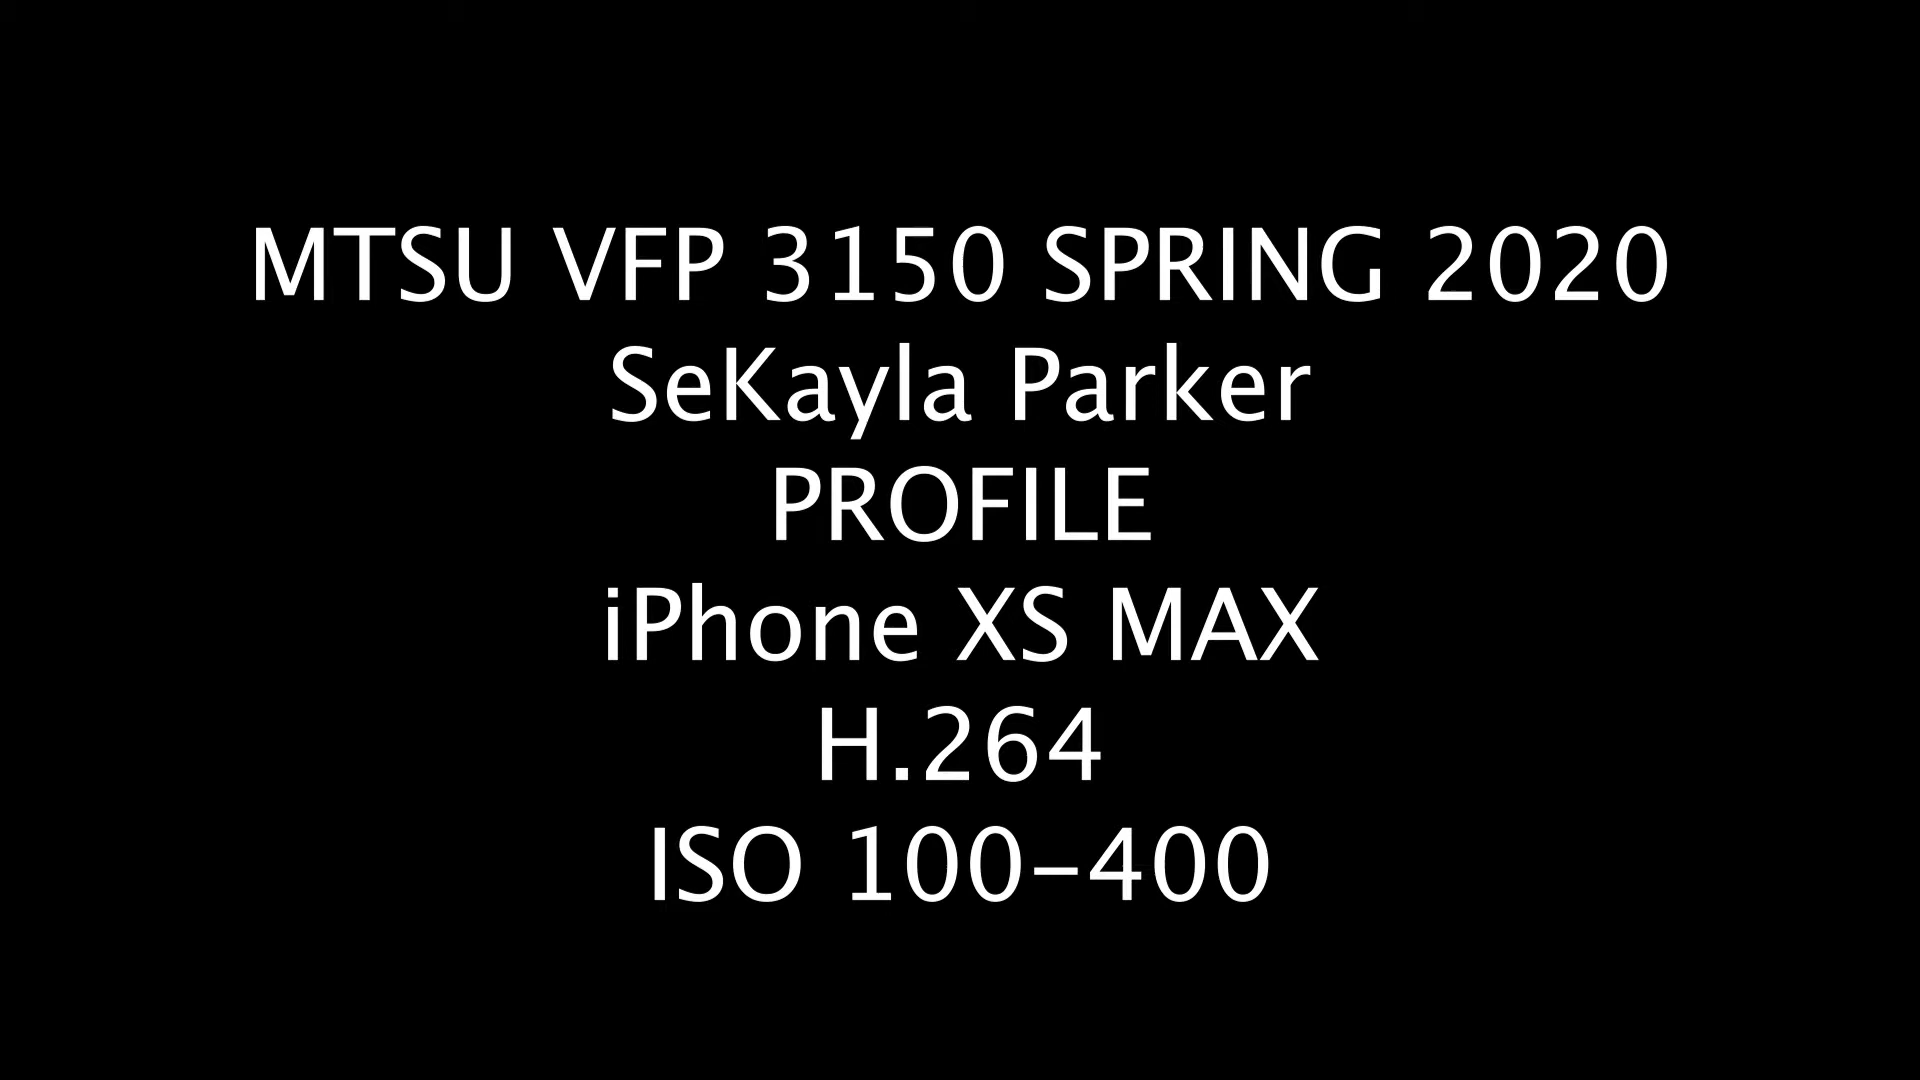 MTSU VFP 3150 SPRING 2020
SeKayla Parker
PROFILE
iPhone XS MAX
H.264
ISO 100-400